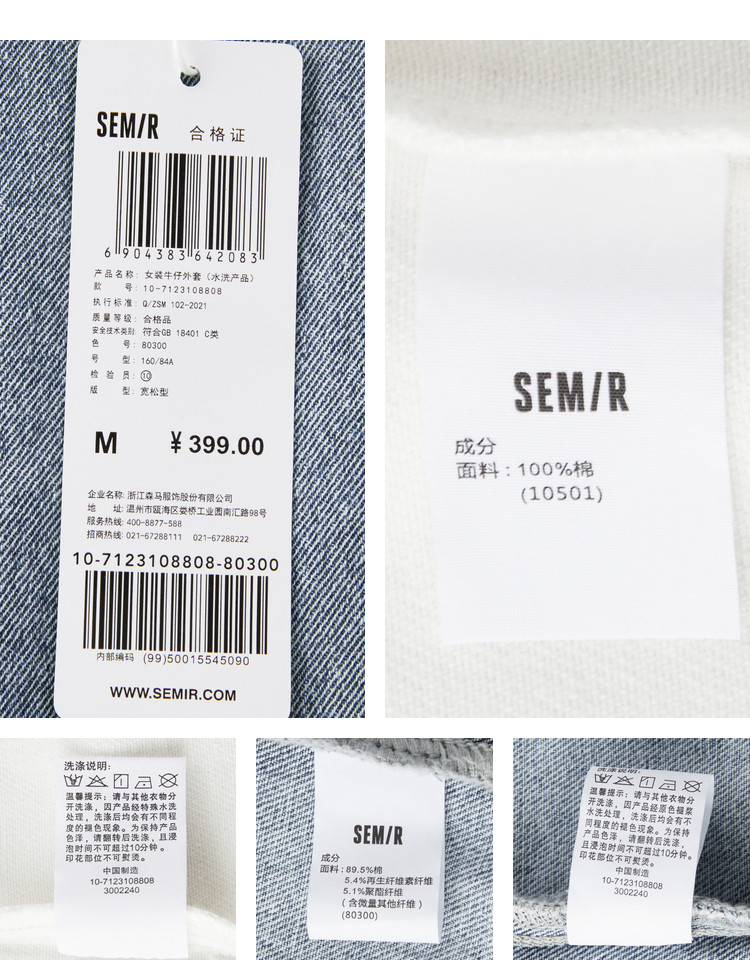 SEM/R 合格证
6 904383 642083
产品名称: 女装牛仔外套（水洗产品）
款 号: 10-7123108808
执行标准: Q/ZSM 102-2021
质量等级: 合格品
安全技术类别: 符合GB 18401 C类
色 号: 80300
号 型: 160/84A
检 验 员: ⑩
版 型: 宽松型
M ¥ 399.00
企业名称: 浙江森马服饰股份有限公司
地 址: 温州市瓯海区娄桥工业园南汇路98号
服务热线: 400-8877-588
招商热线: 021-67288111 021-67288222
10-7123108808-80300
内部编码 (99)50015545090
WWW.SEMIR.COM
SEM/R
成分
面料：100%棉
(10501)
洗涤说明:
温馨提示：请与其他衣物分
开洗涤，因产品经特殊水洗
处理，洗涤后均会有不同程
度的褪色现象。为保持产品
色泽，请翻转后洗涤，且浸
泡时间不可超过10分钟。
印花部位不可熨烫。
中国制造
10-7123108808
3002240
SEM/R
成分
面料：89.5%棉
5.4%再生纤维素纤维
5.1%聚酯纤维
（含微量其他纤维）
(80300)
洗涤说明:
温馨提示：请与其他衣物分
开洗涤，因产品经原色褪浆
水洗处理，洗涤后均会有不
同程度的褪色现象。为保持
产品色泽，请翻转后洗涤，
且浸泡时间不可超过10分钟。
印花部位不可熨烫。
中国制造
10-7123108808
3002240